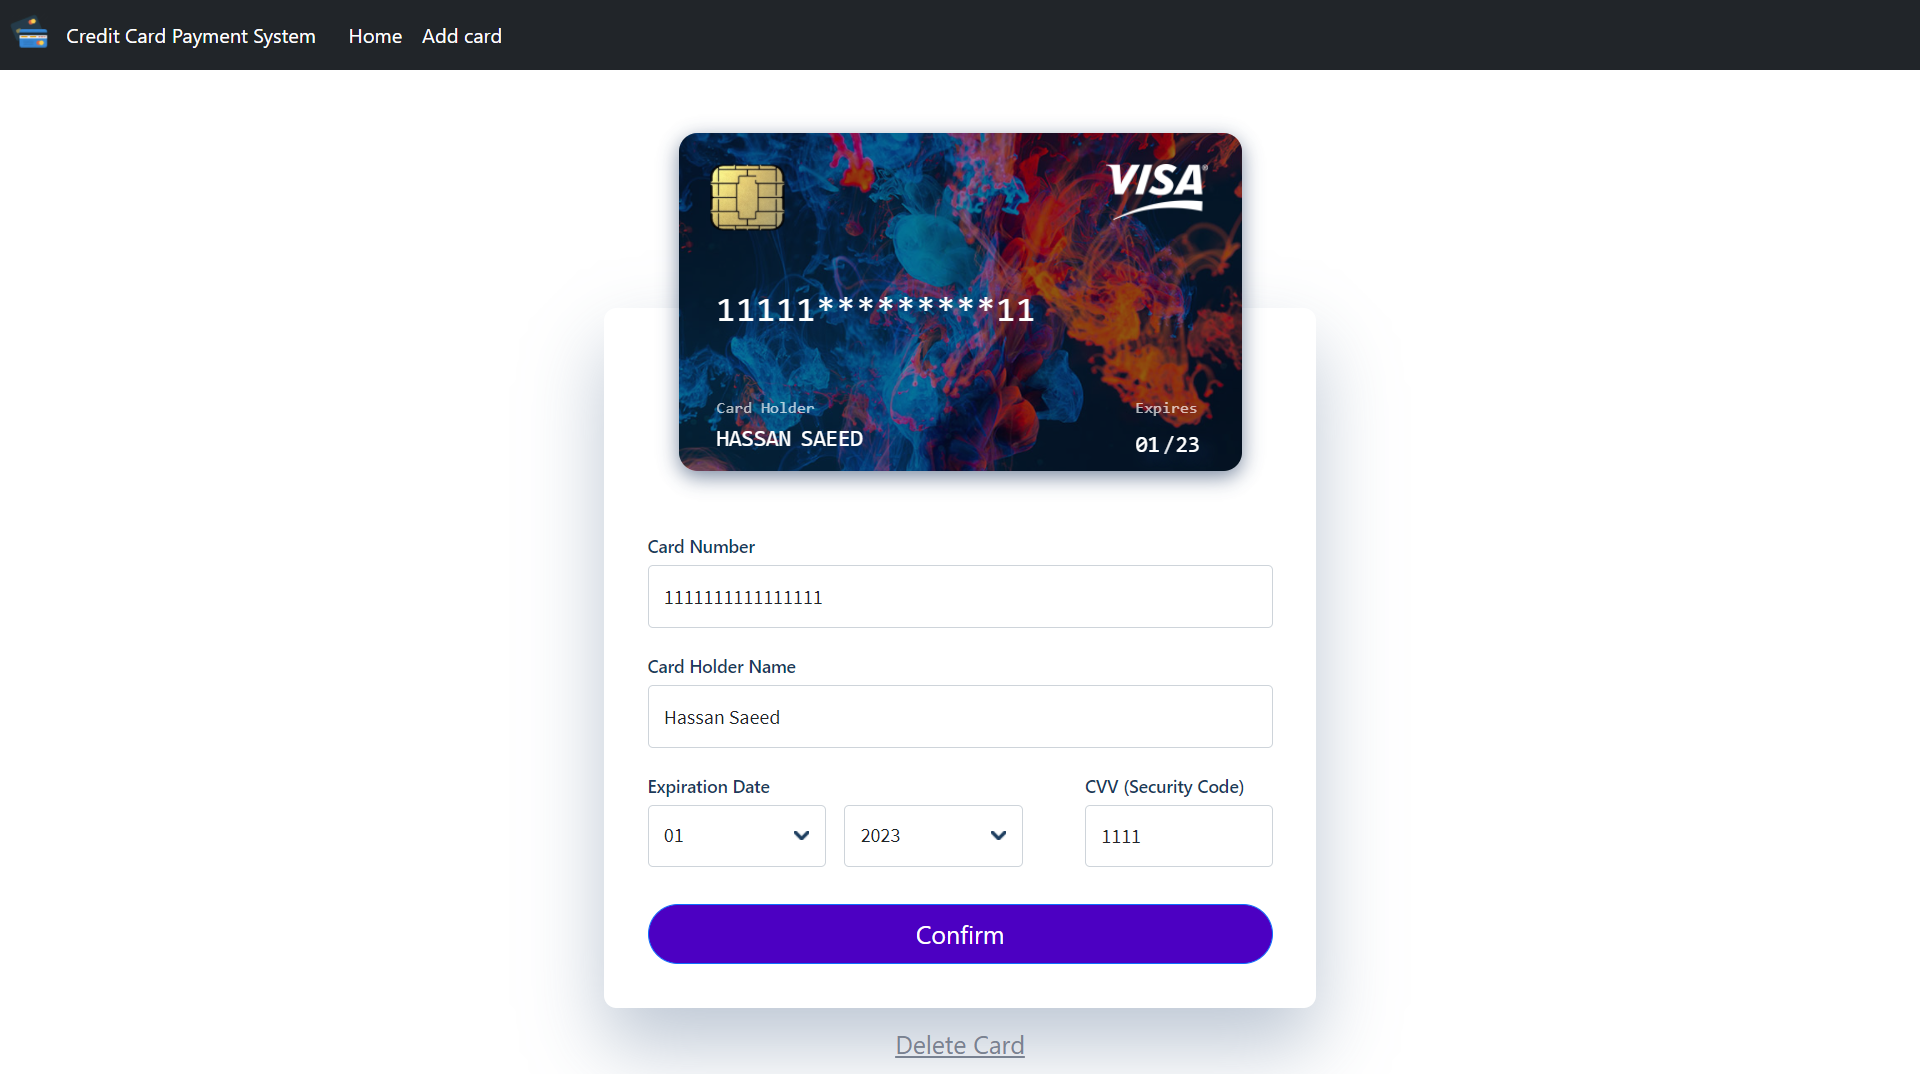 Credit Card Payment System Home Add card
VISA®
11111*********11
Card Holder Expires
HASSAN SAEED 01/23
Card Number
1111111111111111
Card Holder Name
Hassan Saeed
Expiration Date CVV (Security Code)
01 2023 1111
Confirm
Delete Card